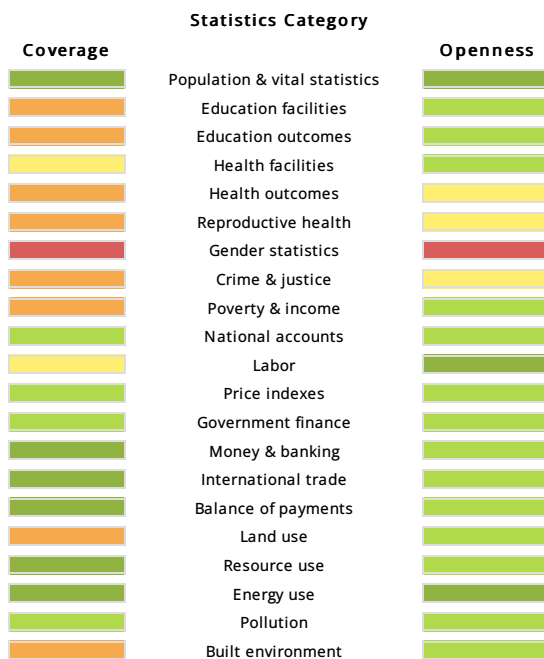 Statistics Category
Coverage Openness
Population & vital statistics
Education facilities
Education outcomes
Health facilities
Health outcomes
Reproductive health
Gender statistics
Crime & justice
Poverty & income
National accounts
Labor
Price indexes
Government finance
Money & banking
International trade
Balance of payments
Land use
Resource use
Energy use
Pollution
Built environment